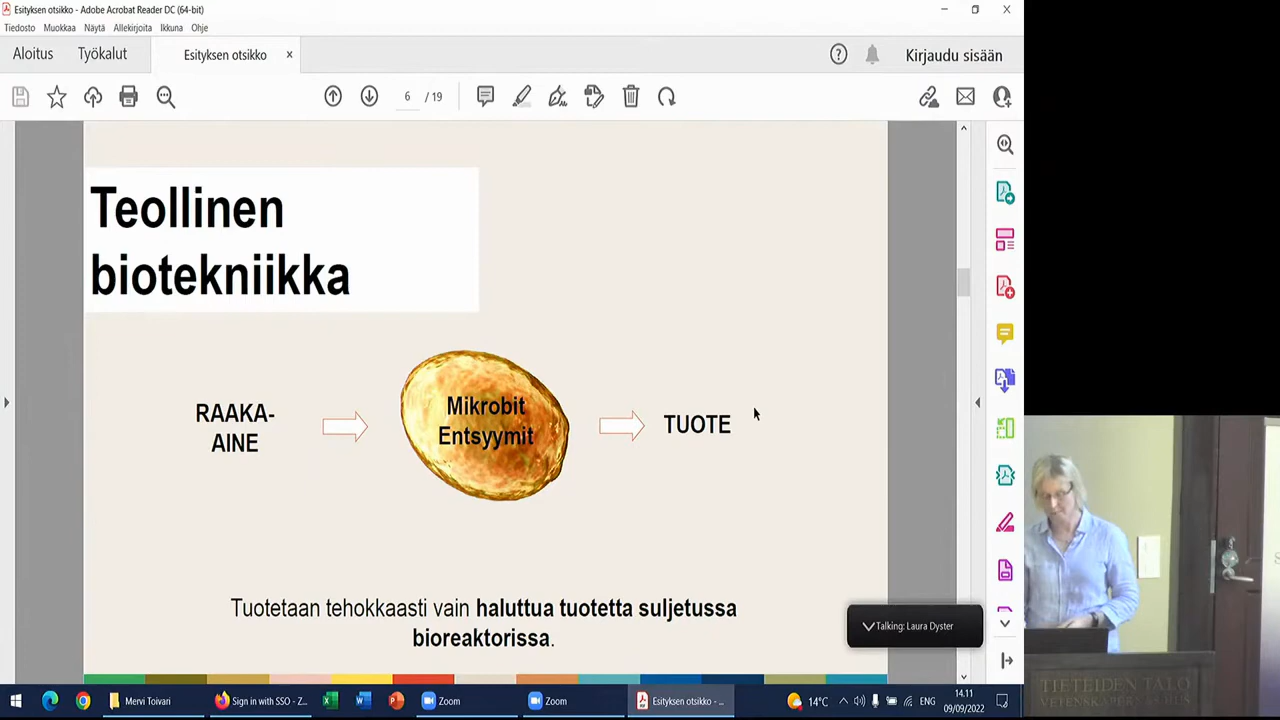 Esityksen otsikko - Adobe Acrobat Reader DC (64-bit)
Tiedosto Muokkaa Näytä Allekirjoita Ikkuna Ohje
Aloitus Työkalut Esityksen otsikko × Kirjaudu sisään
6 / 19
Teollinen
biotekniikka
RAAKA-
AINE
Mikrobit
Entsyymit
TUOTE
Tuotetaan tehokkaasti vain haluttua tuotetta suljetussa
bioreaktorissa.
Talking: Laura Dyster
TIETEIDEN TALO
VETENSKAPERNAS HUS
Mervi Toivari Sign in with SSO - Z... Zoom Zoom Esityksen otsikko - ... 14°C ENG 14.11
09/09/2022